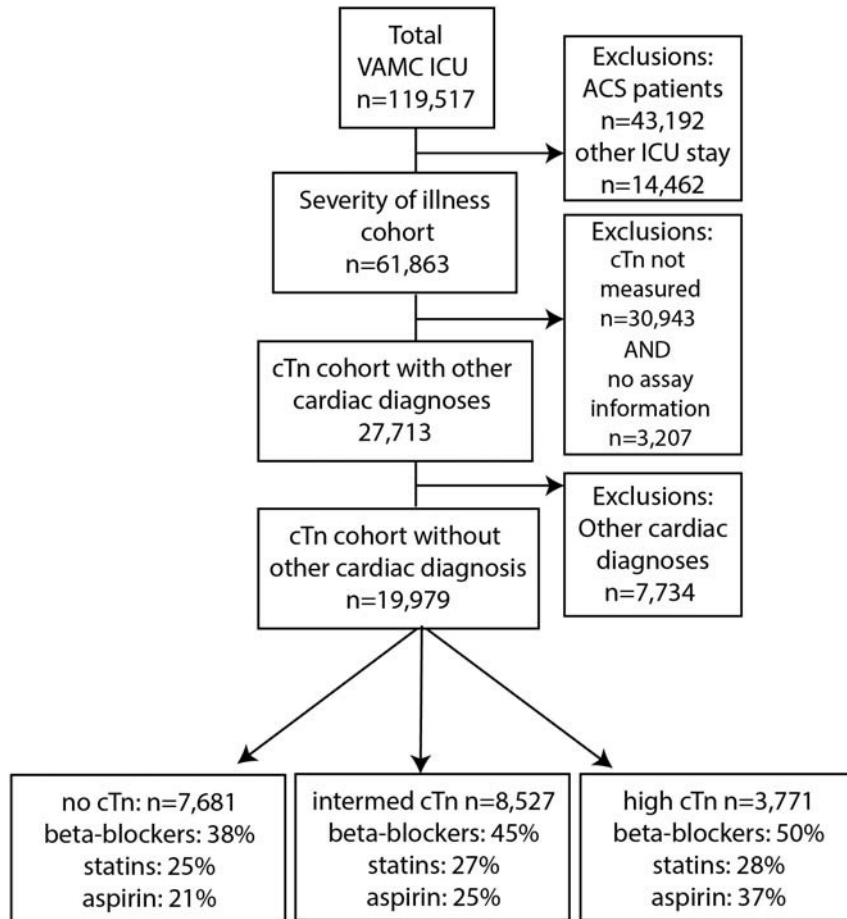 Total
VAMC ICU
n=119,517
Exclusions:
ACS patients
n=43,192
other ICU stay
n=14,462
Severity of illness
cohort
n=61,863
Exclusions:
cTn not
measured
n=30,943
AND
no assay
information
n=3,207
cTn cohort with other
cardiac diagnoses
27,713
Exclusions:
Other cardiac
diagnoses
n=7,734
cTn cohort without
other cardiac diagnosis
n=19,979
no cTn: n=7,681
beta-blockers: 38%
statins: 25%
aspirin: 21%
intermed cTn n=8,527
beta-blockers: 45%
statins: 27%
aspirin: 25%
high cTn n=3,771
beta-blockers: 50%
statins: 28%
aspirin: 37%